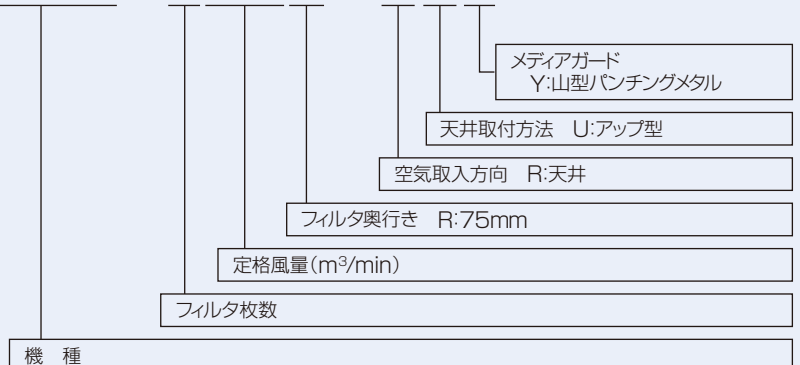 メディアガード
Y:山型パンチングメタル
天井取付方法　U:アップ型
空気取入方向　R:天井
フィルタ奥行き　R:75mm
定格風量(m³/min)
フィルタ枚数
機　種